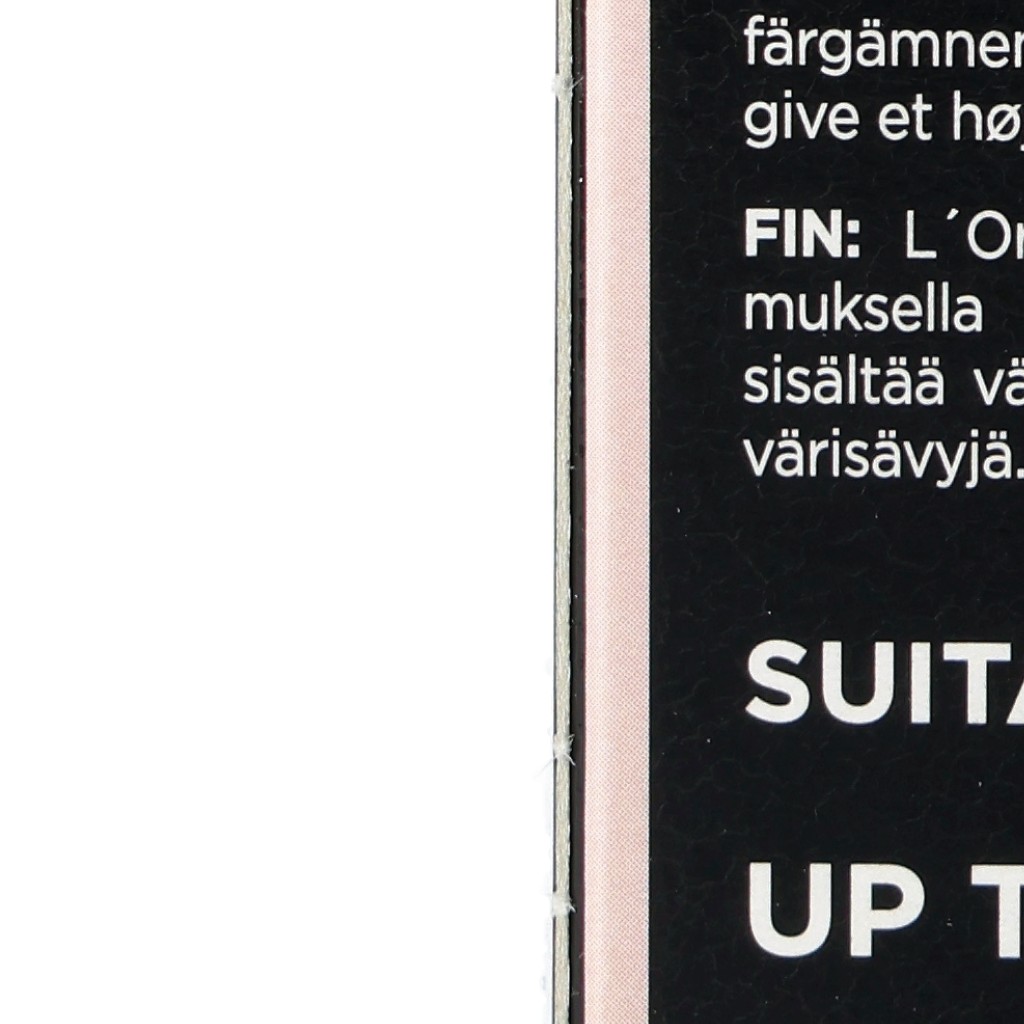 färgämnen
give et høj
FIN: L´Or
muksella
sisältää vä
värisävyjä.
SUITA
UP T